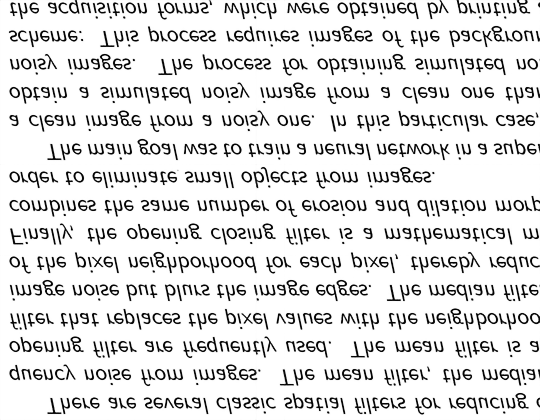 There are several classic spatial filters for reducing
quency noise from images. The mean filter, the median
opening filter are frequently used. The mean filter is a
filter that replaces the pixel values with the neighborhoo
image noise but blurs the image edges. The median filte
of the pixel neighborhood for each pixel, thereby reduc
Finally, the opening closing filter is a mathematical m
combines the same number of erosion and dilation morp
order to eliminate small objects from images.
The main goal was to train a neural network in a super
a clean image from a noisy one. In this particular case,
obtain a simulated noisy image from a clean one than
noisy images. The process for obtaining simulated no
scheme: This process requires images of the backgroun
the acquisition forms, which were obtained by printing a